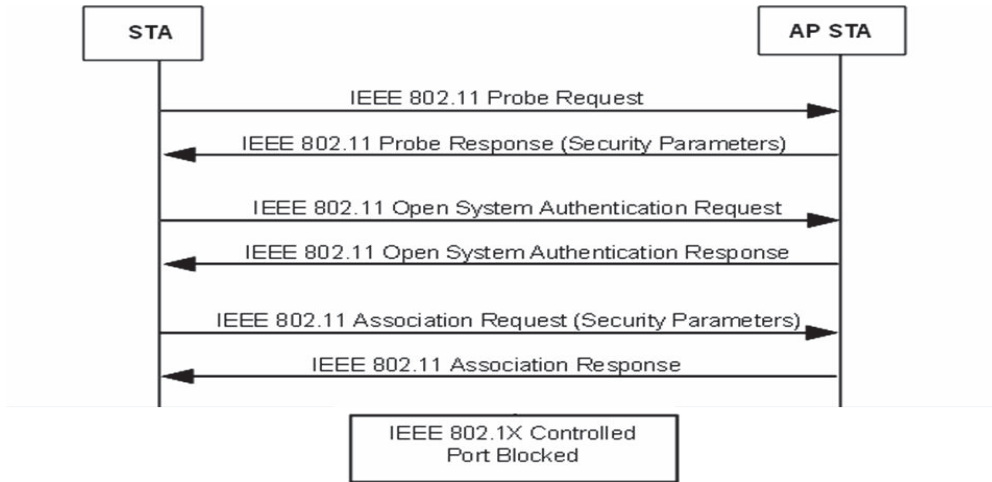 STA
AP STA
IEEE 802.11 Probe Request
IEEE 802.11 Probe Response (Security Parameters)
IEEE 802.11 Open System Authentication Request
IEEE 802.11 Open System Authentication Response
IEEE 802.11 Association Request (Security Parameters)
IEEE 802.11 Association Response
IEEE 802.1X Controlled
Port Blocked